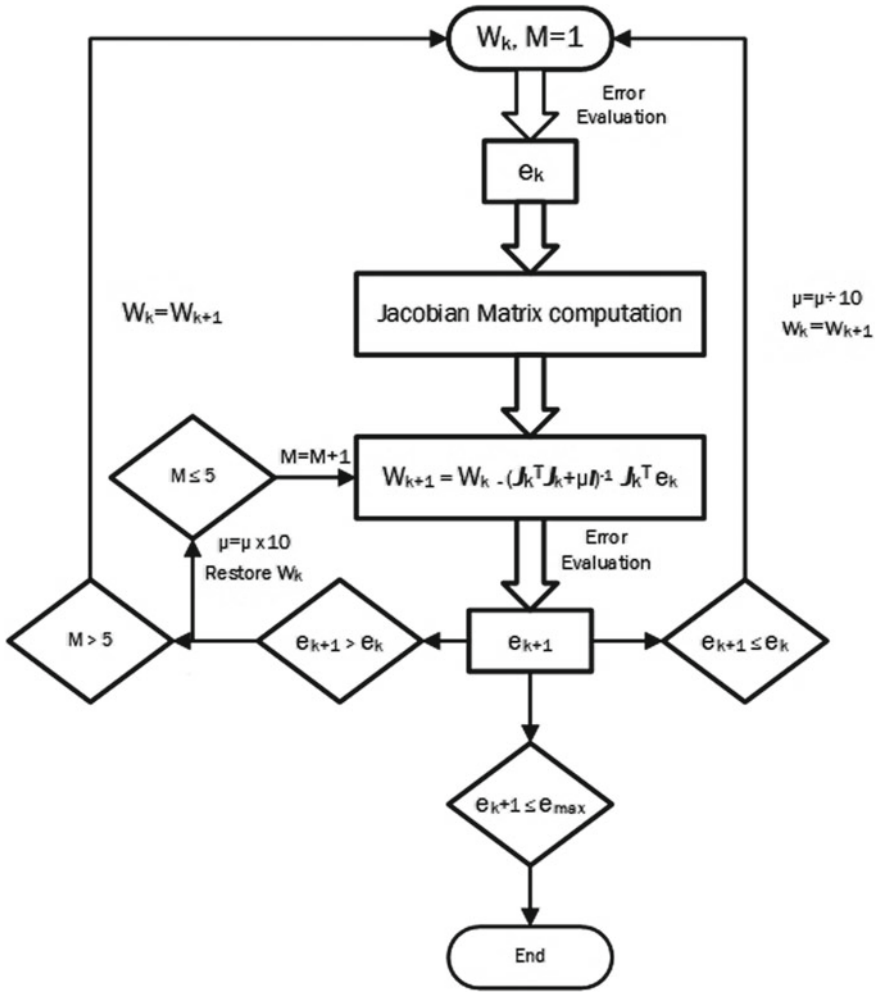 Wk, M=1
Error
Evaluation
ek
Jacobian Matrix computation
Wk=Wk+1
μ=μ÷10
Wk=Wk+1
M ≤ 5
M=M+1
Wk+1 = Wk - (JkTJk+μI)-1 JkT ek
μ=μ x 10
Restore Wk
Error
Evaluation
M > 5
ek+1 > ek
ek+1
ek+1 ≤ ek
ek+1 ≤ emax
End